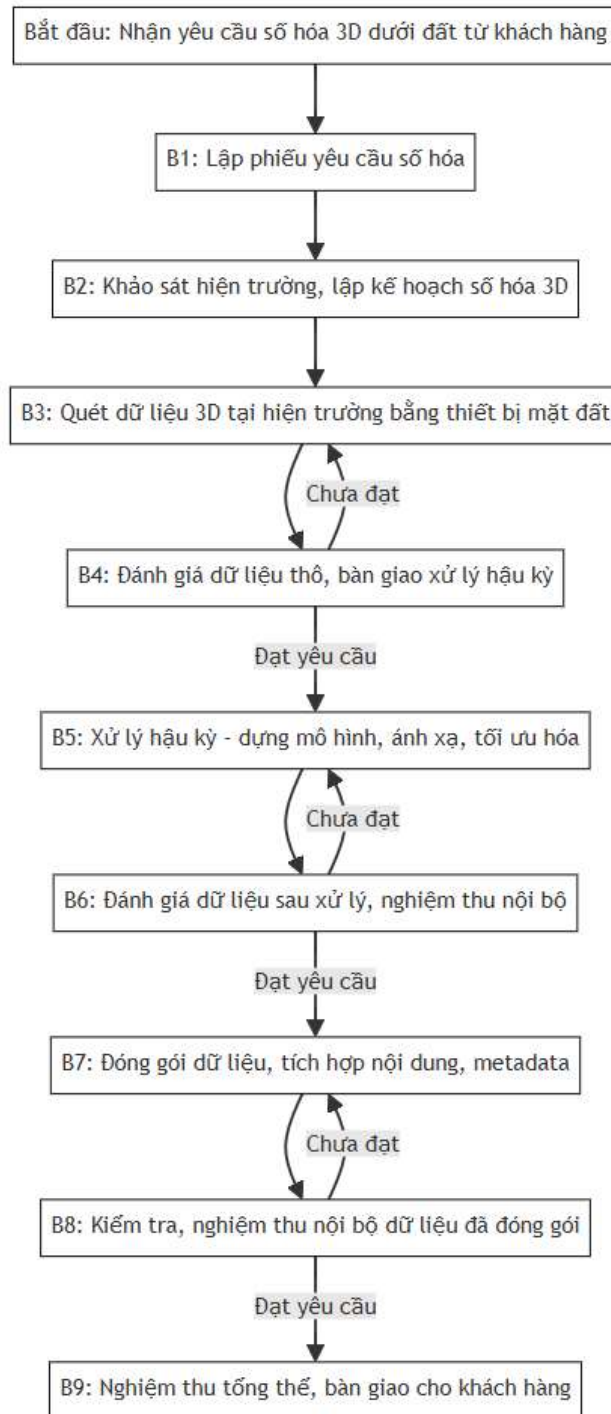 Bắt đầu: Nhận yêu cầu số hóa 3D dưới đất từ khách hàng
B1: Lập phiếu yêu cầu số hóa
B2: Khảo sát hiện trường, lập kế hoạch số hóa 3D
B3: Quét dữ liệu 3D tại hiện trường bằng thiết bị mặt đất
Chưa đạt
B4: Đánh giá dữ liệu thô, bàn giao xử lý hậu kỳ
Đạt yêu cầu
B5: Xử lý hậu kỳ - dựng mô hình, ánh xạ, tối ưu hóa
Chưa đạt
B6: Đánh giá dữ liệu sau xử lý, nghiệm thu nội bộ
Đạt yêu cầu
B7: Đóng gói dữ liệu, tích hợp nội dung, metadata
Chưa đạt
B8: Kiểm tra, nghiệm thu nội bộ dữ liệu đã đóng gói
Đạt yêu cầu
B9: Nghiệm thu tổng thể, bàn giao cho khách hàng